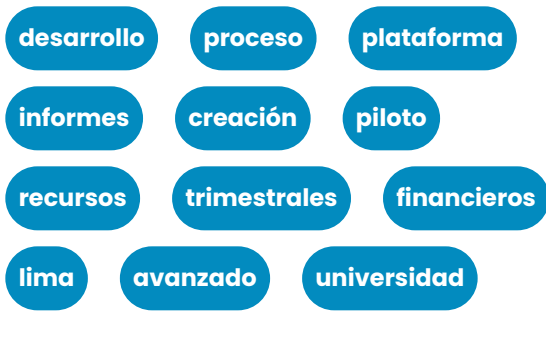 desarrollo proceso plataforma
informes creación piloto
recursos trimestrales financieros
lima avanzado universidad